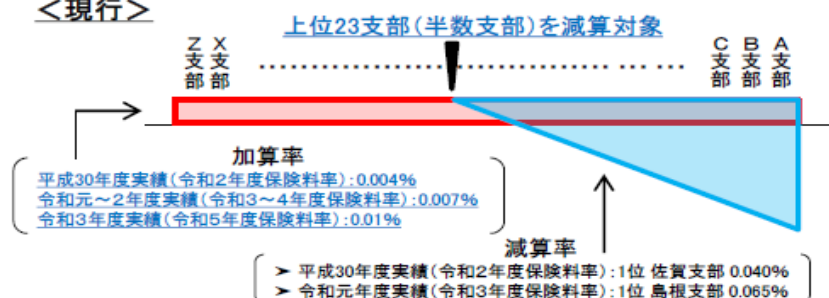 ＜現行＞
上位23支部(半数支部)を減算対象
Z支部
X支部
C支部
B支部
A支部
加算率
平成30年度実績(令和2年度保険料率):0.004%
令和元～2年度実績(令和3～4年度保険料率):0.007%
令和3年度実績(令和5年度保険料率):0.01%
減算率
➤ 平成30年度実績(令和2年度保険料率):1位 佐賀支部 0.040%
➤ 令和元年度実績(令和3年度保険料率):1位 島根支部 0.065%